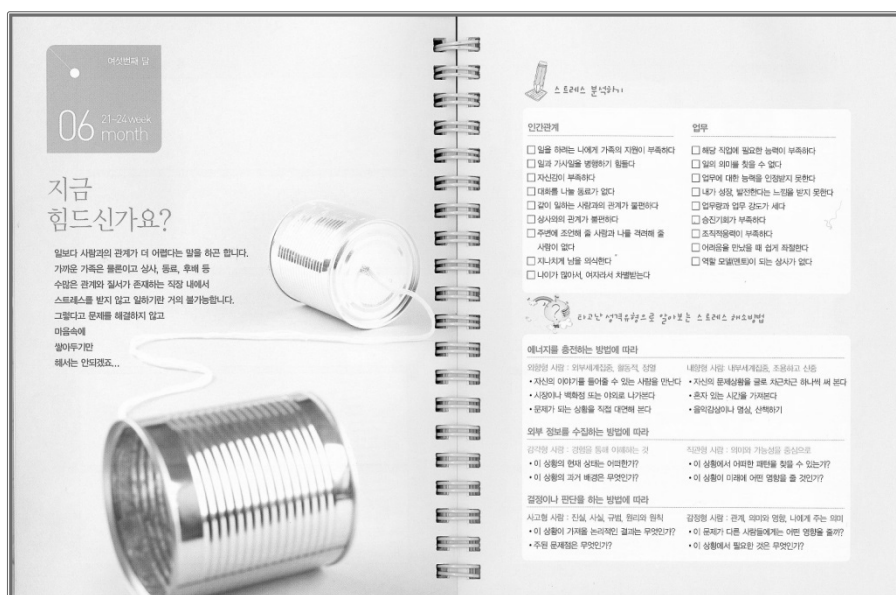 여섯번째 달
06 21-24 week
month
지금
힘드신가요?
일보다 사람과의 관계가 더 어렵다는 말을 하곤 합니다.
가까운 가족은 물론이고 상사, 동료, 후배 등
수많은 관계와 질서가 존재하는 직장 내에서
스트레스를 받지 않고 일하기란 거의 불가능합니다.
그렇다고 문제를 해결하지 않고
마음속에
쌓아두기만
해서는 안되겠죠...
스트레스 분석하기
인간관계
일을 하려는 나에게 가족의 지원이 부족하다
일과 가사일을 병행하기 힘들다
자신감이 부족하다
대화를 나눌 동료가 없다
같이 일하는 사람과의 관계가 불편하다
상사와의 관계가 불편하다
주변에 조언해 줄 사람과 나를 격려해 줄
사람이 없다
지나치게 남을 의식한다
나이가 많아서, 여자라서 차별받는다
업무
해당 직업에 필요한 능력이 부족하다
일의 의미를 찾을 수 없다
업무에 대한 능력을 인정받지 못한다
내가 성장, 발전한다는 느낌을 받지 못한다
업무량과 업무 강도가 세다
승진기회가 부족하다
조직적응력이 부족하다
어려움을 만났을 때 쉽게 좌절한다
역할 모델(멘토)이 되는 상사가 없다
타고난 성격유형으로 알아보는 스트레스 해소방법
에너지를 충전하는 방법에 따라
외향형 사람 : 외부세계집중, 활동적, 정명
• 자신의 이야기를 들어줄 수 있는 사람을 만난다
• 시장이나 백화점 또는 야외로 나가본다
• 문제가 되는 상황을 직접 대면해 본다
내향형 사람: 내부세계집중, 조용하고 신중
• 자신의 문제상황을 글로 차근차근 하나씩 써 본다
• 혼자 있는 시간을 가져본다
• 음악감상이나 명상, 산책하기
외부 정보를 수집하는 방법에 따라
감각형 사람 : 경험을 통해 이해하는 것
• 이 상황의 현재 상태는 어떠한가?
• 이 상황의 과거 배경은 무엇인가?
직관형 사람 : 의미와 가능성을 중심으로
• 이 상황에서 어떠한 패턴을 찾을 수 있는가?
• 이 상황이 미래에 어떤 영향을 줄 것인가?
결정이나 판단을 하는 방법에 따라
사고형 사람 : 진실, 사실, 규범, 원리와 원칙
• 이 상황이 가져올 논리적인 결과는 무엇인가?
• 주된 문제점은 무엇인가?
감정형 사람 : 관계, 의미와 영향, 나에게 주는 의미
• 이 문제가 다른 사람들에게는 어떤 영향을 줄까?
• 이 상황에서 필요한 것은 무엇인가?